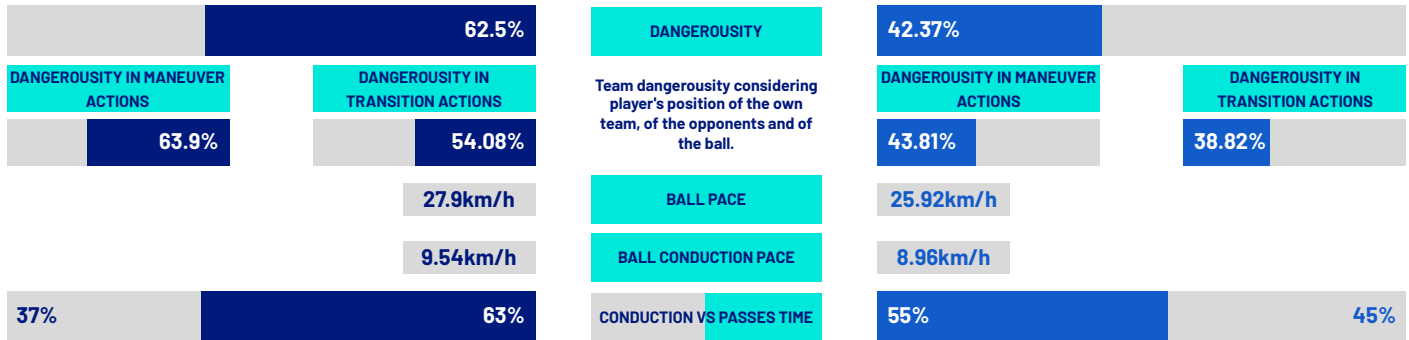 62.5%
DANGEROUSITY
42.37%
DANGEROUSITY IN MANEUVER
ACTIONS
DANGEROUSITY IN
TRANSITION ACTIONS
Team dangerousity considering
player's position of the own
team, of the opponents and of
the ball.
DANGEROUSITY IN MANEUVER
ACTIONS
DANGEROUSITY IN
TRANSITION ACTIONS
63.9%
54.08%
43.81%
38.82%
27.9km/h
BALL PACE
25.92km/h
9.54km/h
BALL CONDUCTION PACE
8.96km/h
37%
63%
CONDUCTION VS PASSES TIME
55%
45%